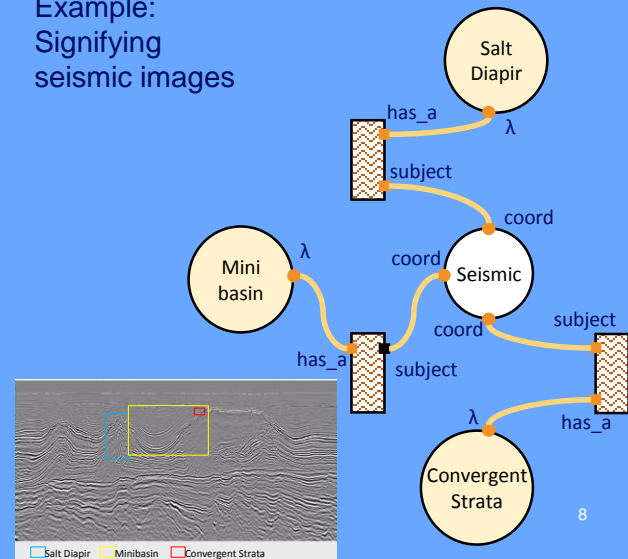 Example:
Signifying
seismic images
Salt
Diapir
has_a
λ
subject
coord
λ
coord
Seismic
Mini
basin
coord
subject
has_a
subject
has_a
λ
Convergent
Strata
8
Salt Diapir Minibasin Convergent Strata